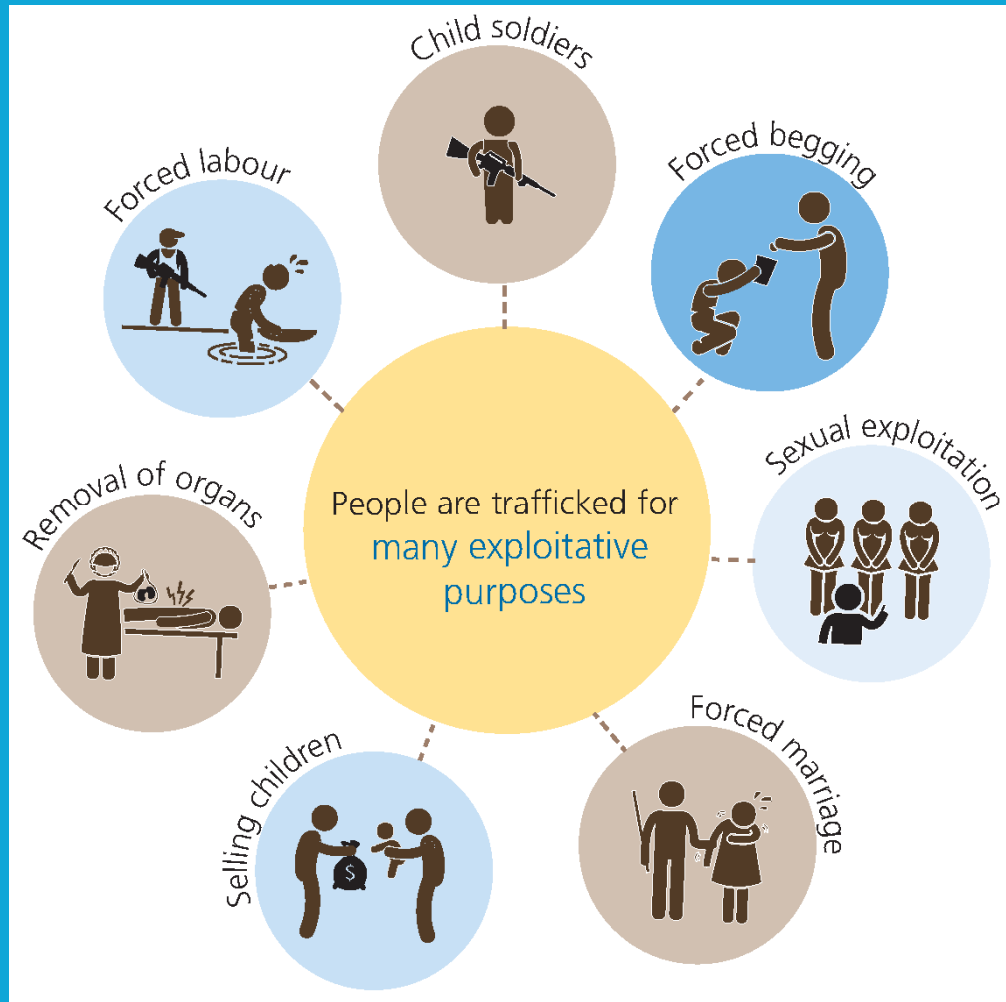 Child soldiers
Forced labour
Forced begging
Sexual exploitation
Removal of organs
People are trafficked for
many exploitative
purposes
Forced marriage
Selling children
$